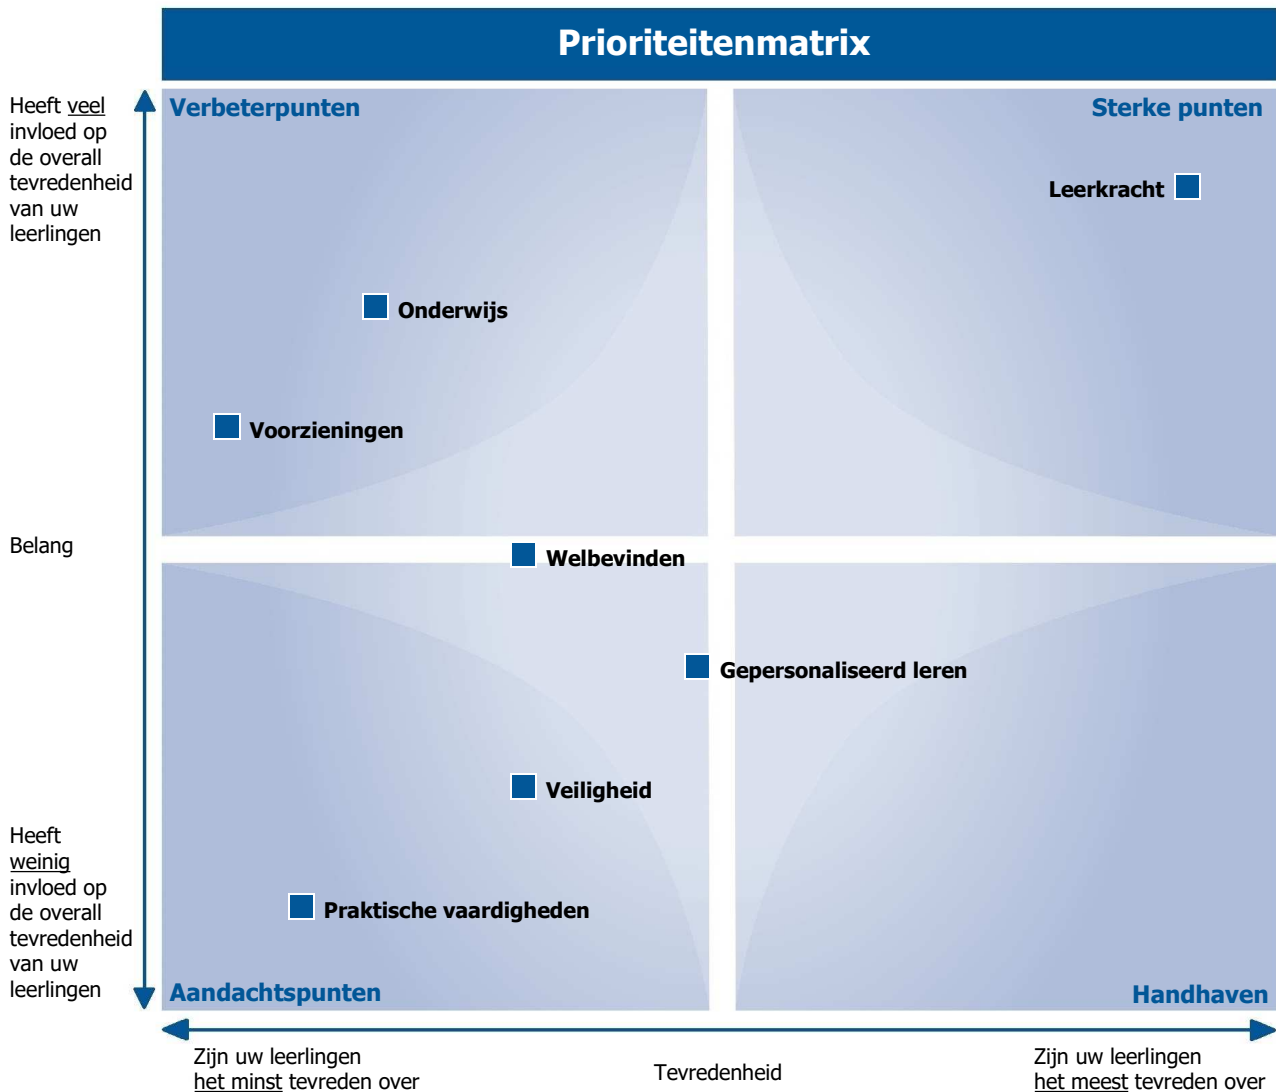 Prioriteitenmatrix
Heeft veel
invloed op
de overall
tevredenheid
van uw
leerlingen
Verbeterpunten
Sterke punten
Leerkracht
Onderwijs
Voorzieningen
Belang
Welbevinden
Gepersonaliseerd leren
Veiligheid
Heeft
weinig
invloed op
de overall
tevredenheid
van uw
leerlingen
Praktische vaardigheden
Aandachtspunten
Handhaven
Zijn uw leerlingen
het minst tevreden over
Tevredenheid
Zijn uw leerlingen
het meest tevreden over